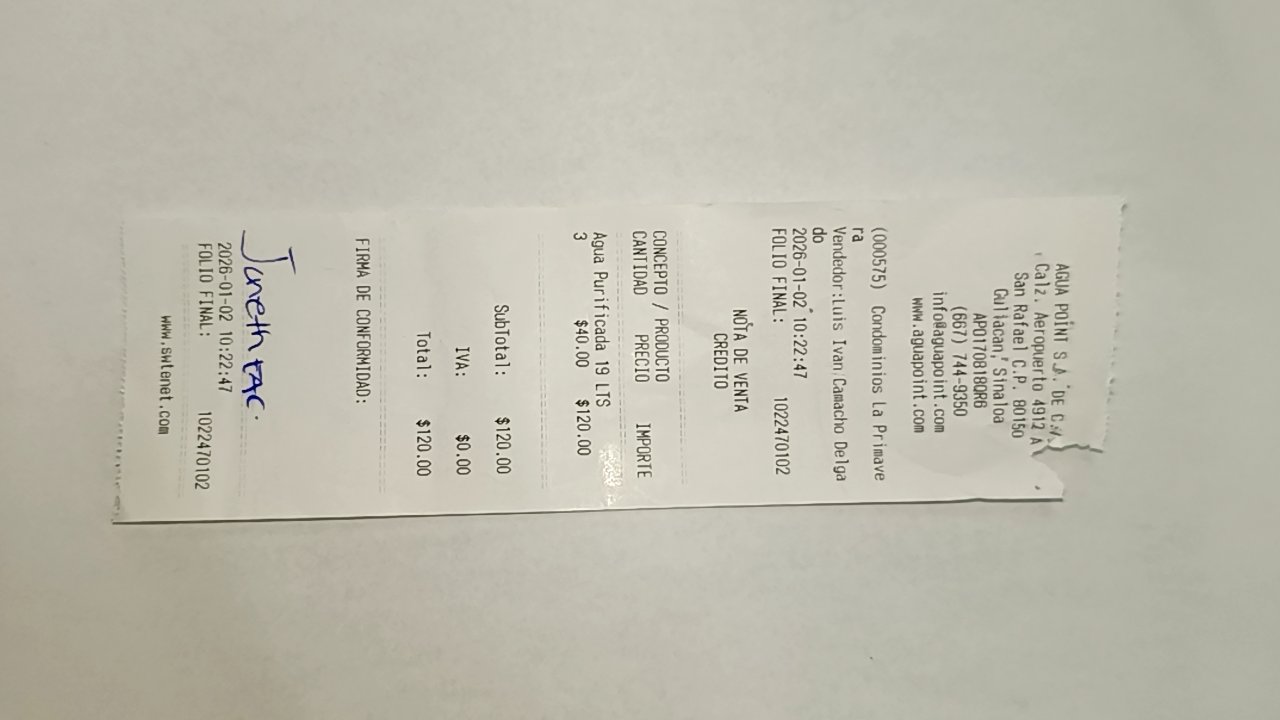 AGUA POINT S.A. DE C.V.
Calz. Aeropuerto 4912 A
San Rafael C.P. 80150
Culiacan, Sinaloa
APO170818QR6
(667) 744-9350
info@aguapoint.com
www.aguapoint.com
(000575) Condominios La Primave
ra
Vendedor:Luis Ivan Camacho Delga
do
2026-01-02 10:22:47
FOLIO FINAL: 1022470102
NOTA DE VENTA
CREDITO
CONCEPTO / PRODUCTO
CANTIDAD PRECIO IMPORTE
Agua Purificada 19 LTS
3 $40.00 $120.00
SubTotal: $120.00
IVA: $0.00
Total: $120.00
FIRMA DE CONFORMIDAD:
Janeth
2026-01-02 10:22:47
FOLIO FINAL: 1022470102
www.swtenet.com